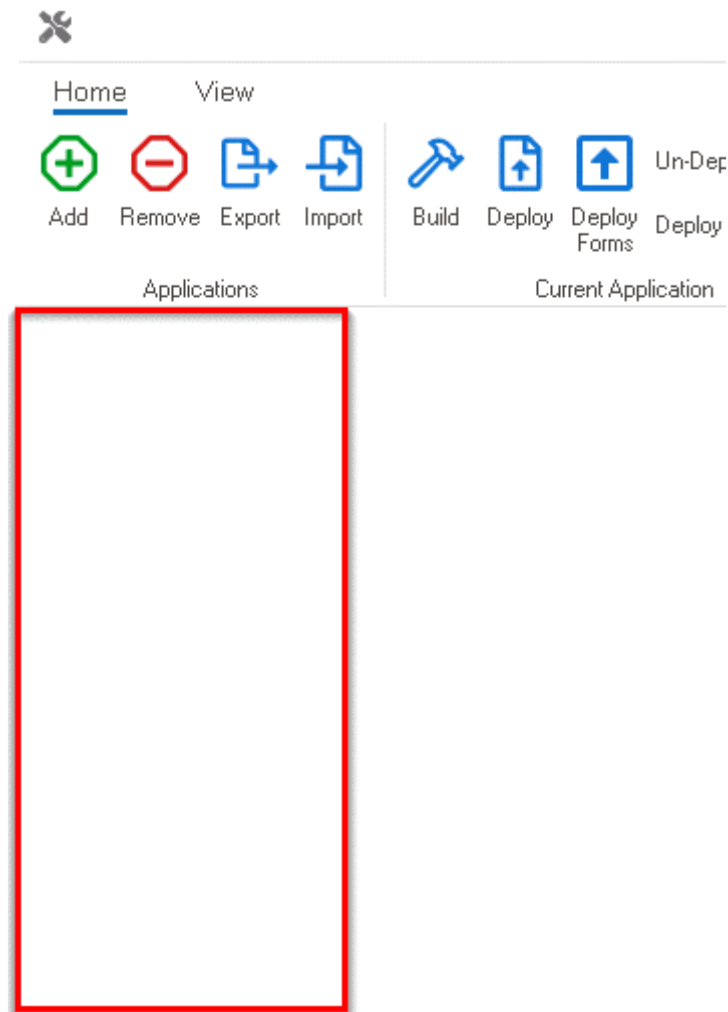 Home View
Add Remove Export Import Build Deploy Deploy Forms Un-Dep
Deploy
Applications Current Application